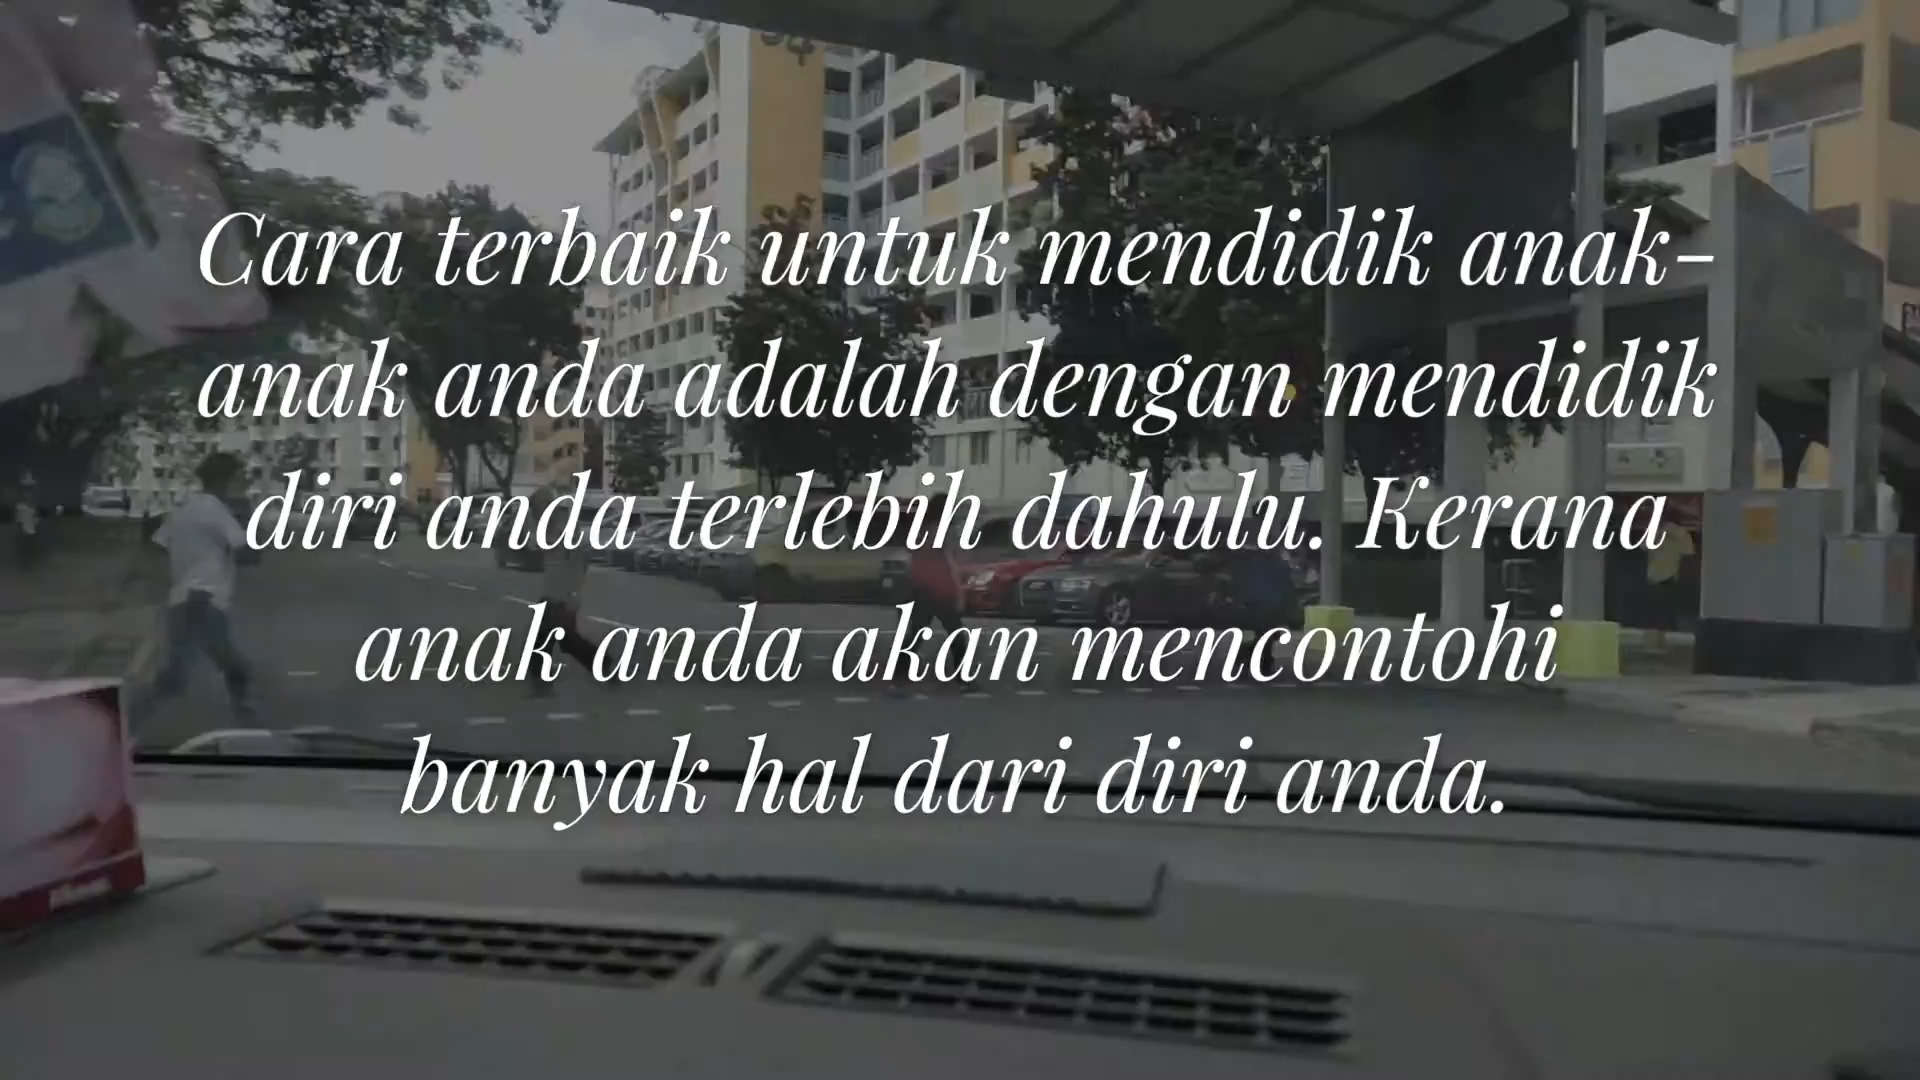 Cara terbaik untuk mendidik anak-
anak anda adalah dengan mendidik
diri anda terlebih dahulu. Kerana
anak anda akan mencontohi
banyak hal dari diri anda.